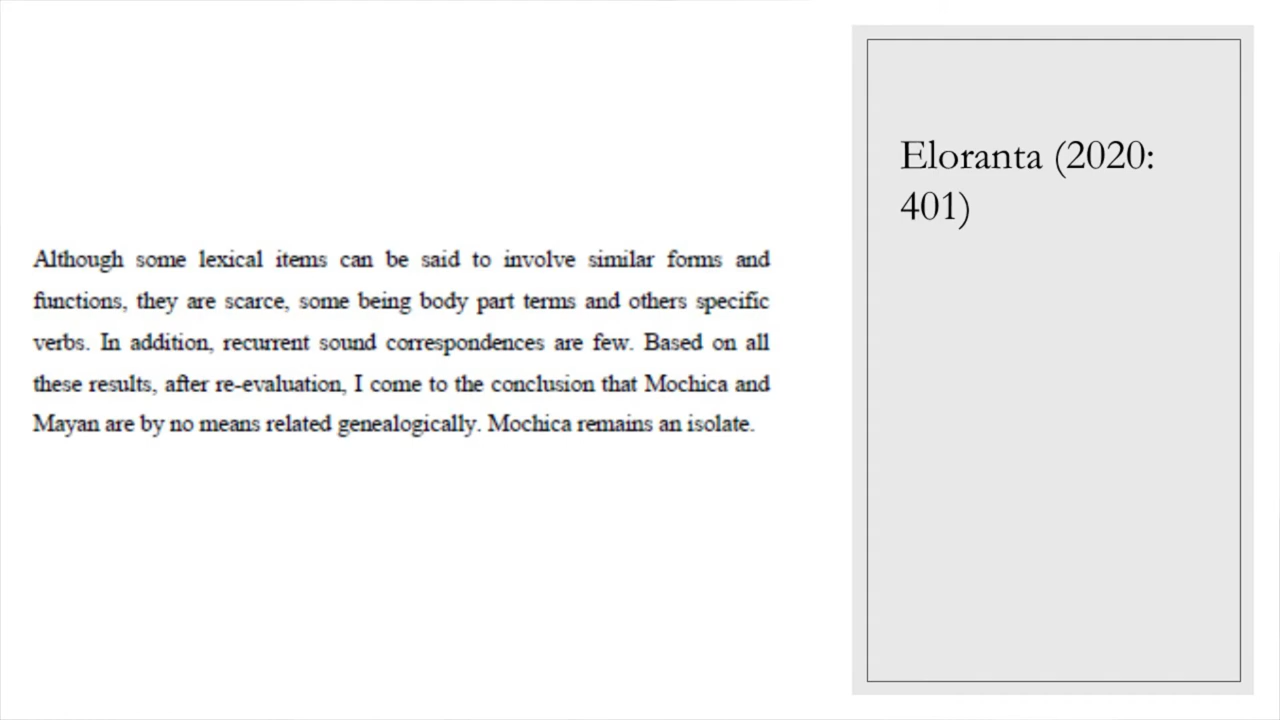 Although some lexical items can be said to involve similar forms and
functions, they are scarce, some being body part terms and others specific
verbs. In addition, recurrent sound correspondences are few. Based on all
these results, after re-evaluation, I come to the conclusion that Mochica and
Mayan are by no means related genealogically. Mochica remains an isolate.
Eloranta (2020:
401)